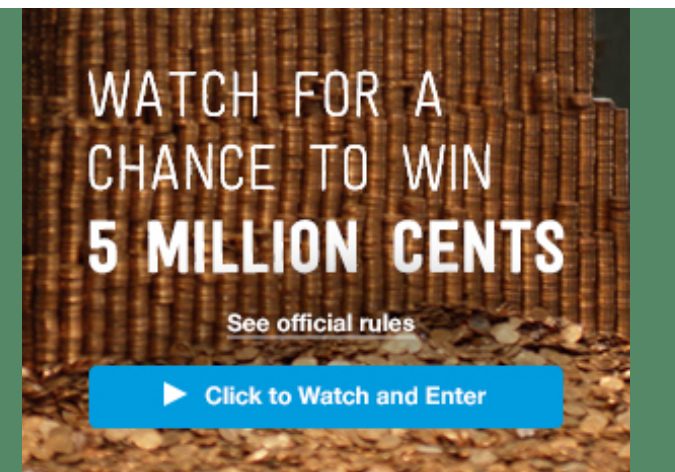 WATCH FOR A
CHANCE TO WIN
5 MILLION CENTS
See official rules
Click to Watch and Enter